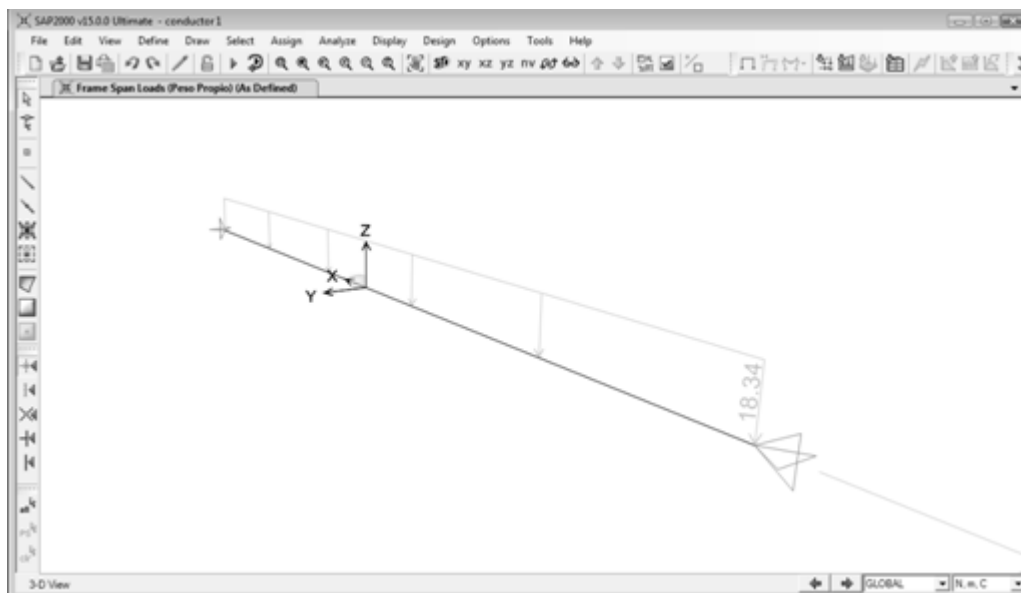 SAP2000 v15.0.0 Ultimate - conductor1
File Edit View Define Draw Select Assign Analyze Display Design Options Tools Help
xy xz yz nv
Frame Span Loads (Peso Propio) (As Defined)
Z
X
Y
18.34
3-D View
GLOBAL
N, m, C